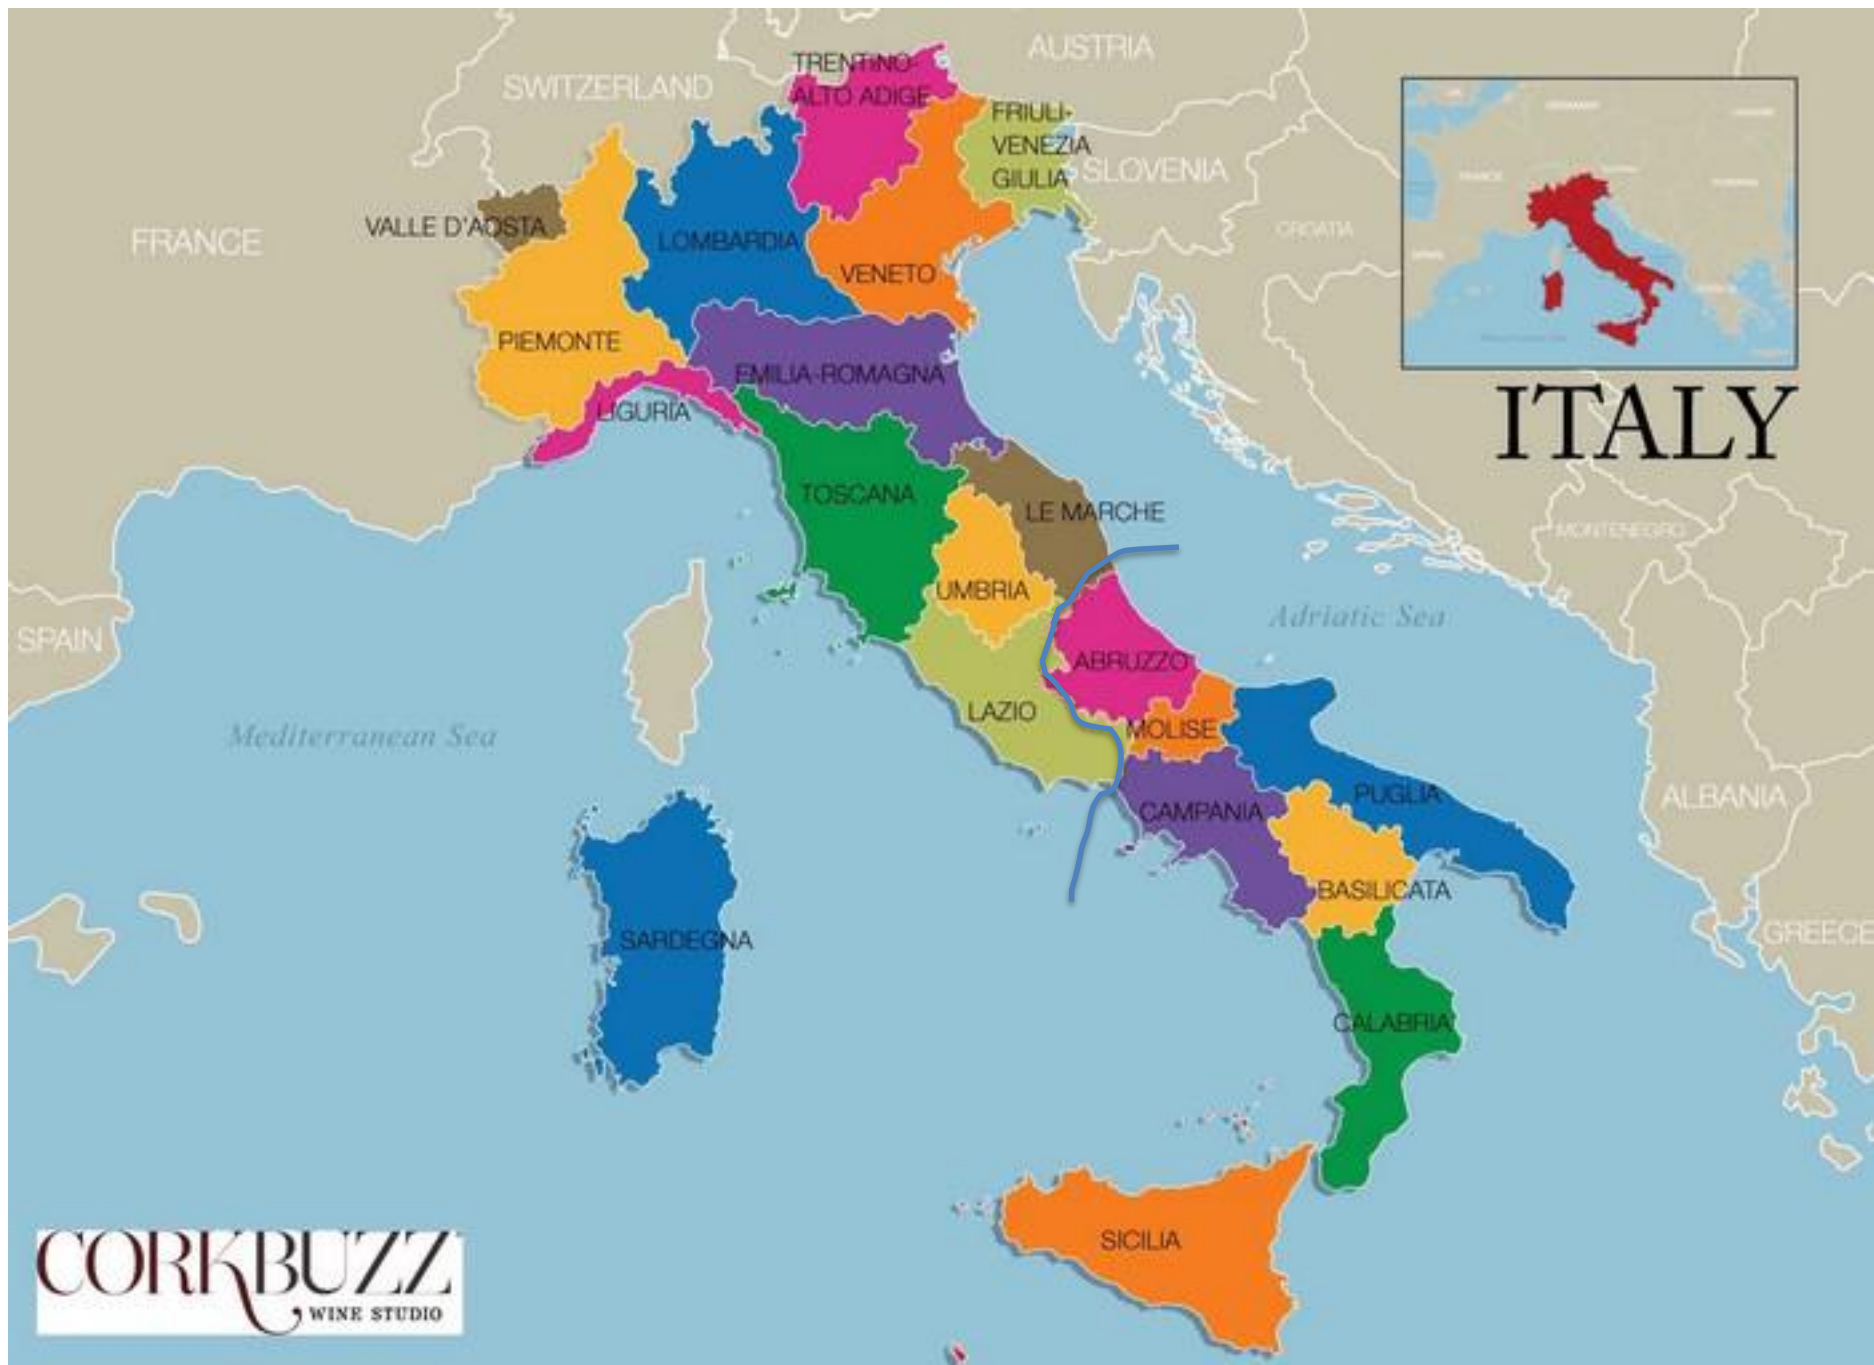 AUSTRIA
TRENTINO-
ALTO ADIGE
SWITZERLAND
FRIULI-
VENEZIA
GIULIA
SLOVENIA
FRANCE
VALLE D'AOSTA
LOMBARDIA
VENETO
CROATIA
PIEMONTE
EMILIA-ROMAGNA
LIGURIA
ITALY
TOSCANA
LE MARCHE
MONTENEGRO
UMBRIA
Adriatic Sea
SPAIN
ABRUZZO
LAZIO
MOLISE
Mediterranean Sea
PUGLIA
ALBANIA
CAMPANIA
BASILICATA
GREECE
SARDEGNA
CALABRIA
SICILIA
CORKBUZZ
WINE STUDIO